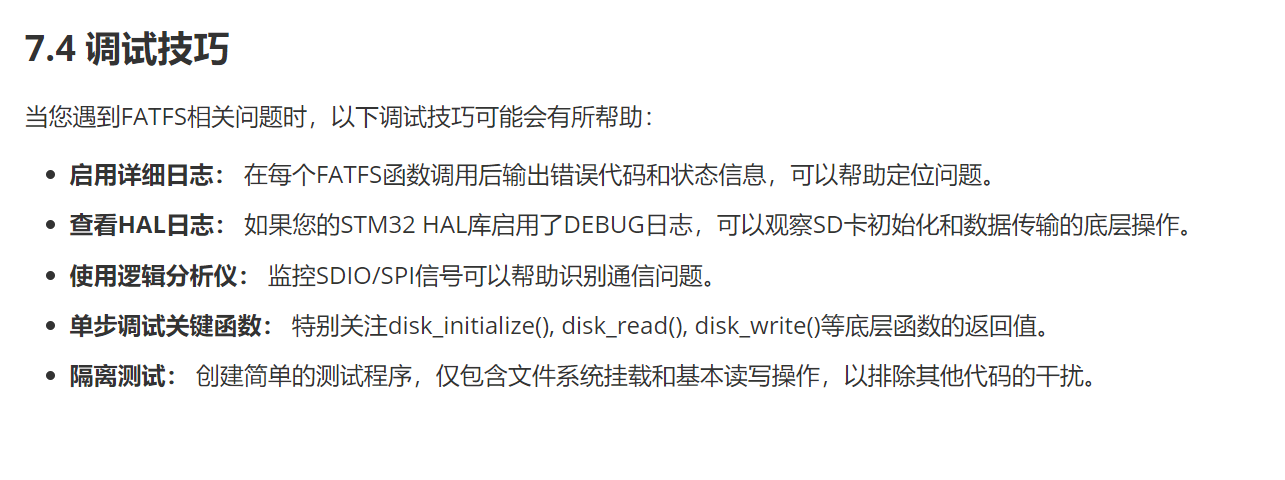 7.4 调试技巧
当您遇到FATFS相关问题时，以下调试技巧可能会有所帮助：
• 启用详细日志： 在每个FATFS函数调用后输出错误代码和状态信息，可以帮助定位问题。
• 查看HAL日志： 如果您的STM32 HAL库启用了DEBUG日志，可以观察SD卡初始化和数据传输的底层操作。
• 使用逻辑分析仪： 监控SDIO/SPI信号可以帮助识别通信问题。
• 单步调试关键函数： 特别关注disk_initialize(), disk_read(), disk_write()等底层函数的返回值。
• 隔离测试： 创建简单的测试程序，仅包含文件系统挂载和基本读写操作，以排除其他代码的干扰。